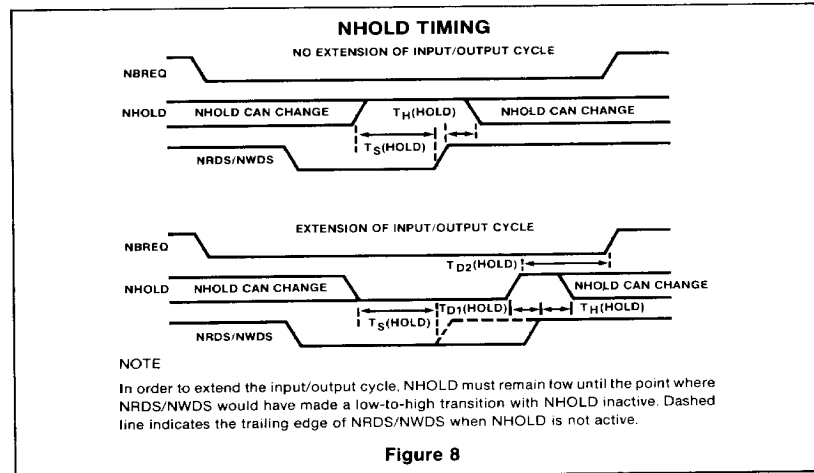 NHOLD TIMING
NO EXTENSION OF INPUT/OUTPUT CYCLE
NBREQ
NHOLD
NHOLD CAN CHANGE
TH(HOLD)
NHOLD CAN CHANGE
TS(HOLD)
NRDS/NWDS
EXTENSION OF INPUT/OUTPUT CYCLE
NBREQ
TD2(HOLD)
NHOLD
NHOLD CAN CHANGE
NHOLD CAN CHANGE
TD1(HOLD)
TS(HOLD)
TH(HOLD)
NRDS/NWDS
NOTE
In order to extend the input/output cycle, NHOLD must remain low until the point where
NRDS/NWDS would have made a low-to-high transition with NHOLD inactive. Dashed
line indicates the trailing edge of NRDS/NWDS when NHOLD is not active.
Figure 8